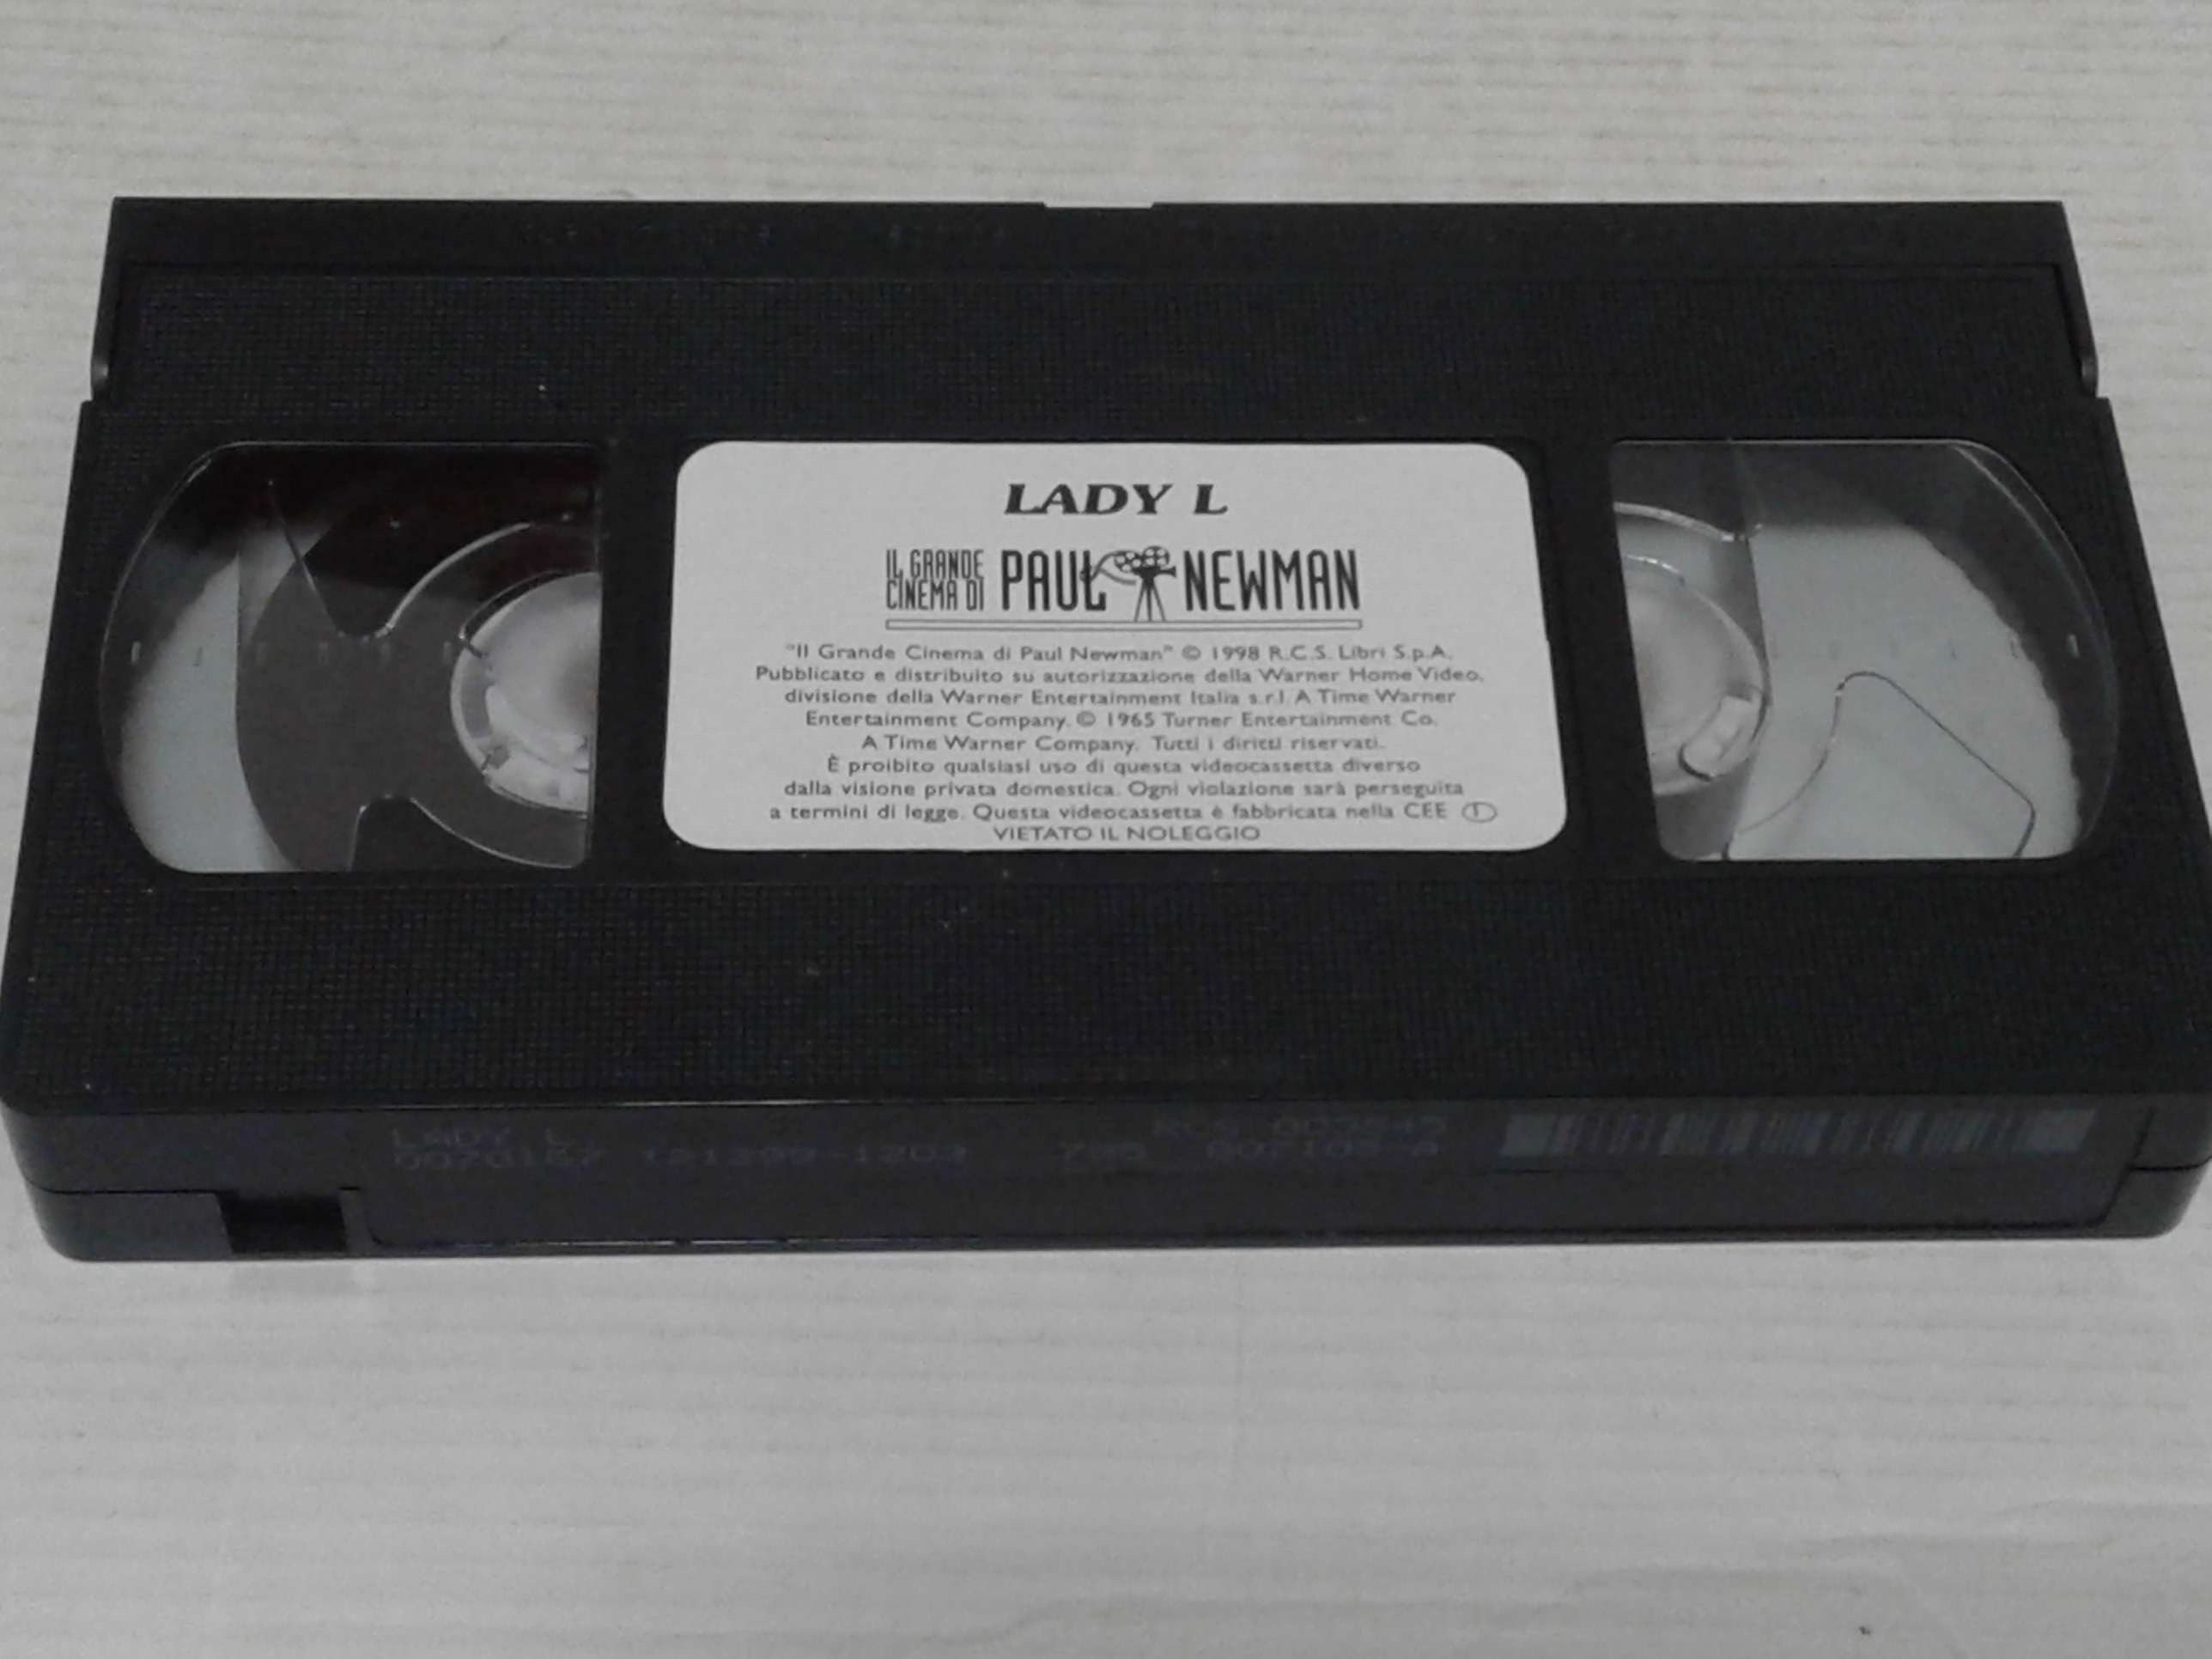 LADY L
IL GRANDE
CINEMA DI PAUL NEWMAN
"Il Grande Cinema di Paul Newman" © 1998 R.C.S. Libri S.p.A.
Pubblicato e distribuito su autorizzazione della Warner Home Video,
divisione della Warner Entertainment Italia s.r.l. A Time Warner
Entertainment Company. © 1965 Turner Entertainment Co.
A Time Warner Company. Tutti i diritti riservati.
È proibito qualsiasi uso di questa videocassetta diverso
dalla visione privata domestica. Ogni violazione sarà perseguita
a termini di legge. Questa videocassetta è fabbricata nella CEE
VIETATO IL NOLEGGIO
LADY L